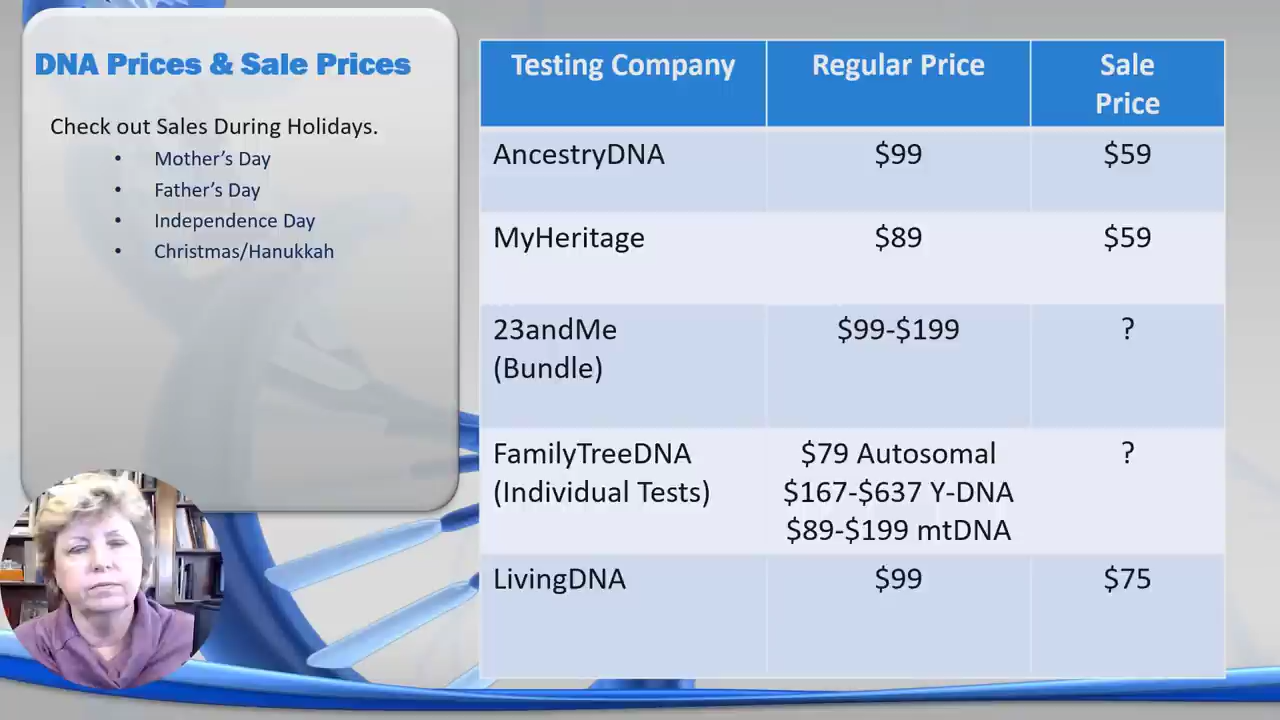 DNA Prices & Sale Prices
Check out Sales During Holidays.
• Mother's Day
• Father's Day
• Independence Day
• Christmas/Hanukkah
Testing Company Regular Price Sale
Price
AncestryDNA $99 $59
MyHeritage $89 $59
23andMe $99-$199 ?
(Bundle)
FamilyTreeDNA $79 Autosomal ?
(Individual Tests) $167-$637 Y-DNA
$89-$199 mtDNA
LivingDNA $99 $75